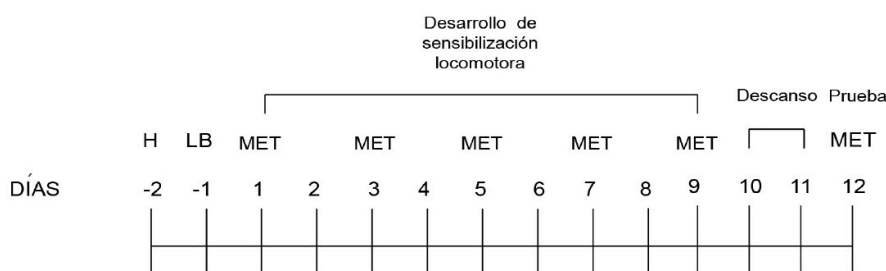 Desarrollo de
sensibilización
locomotora
Descanso Prueba
H LB MET MET MET MET MET MET
DÍAS -2 -1 1 2 3 4 5 6 7 8 9 10 11 12